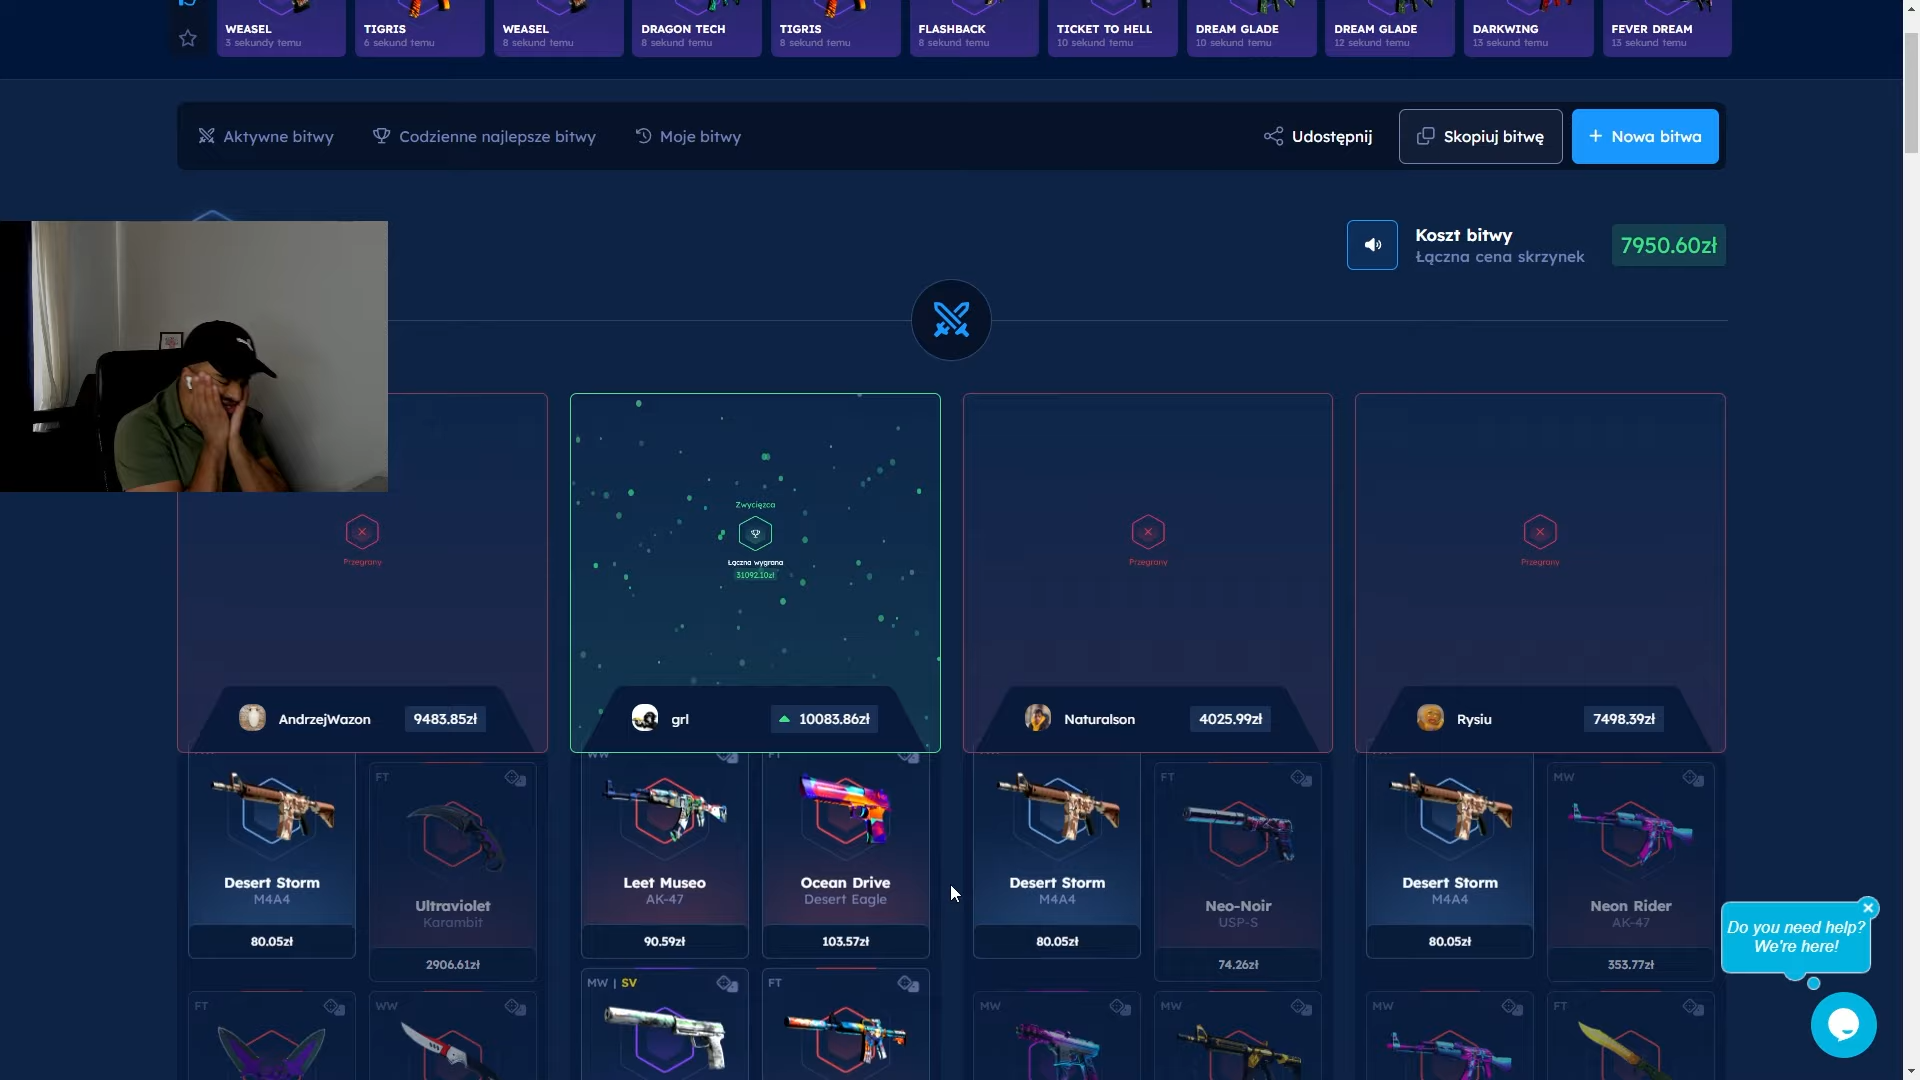 WEASEL
3 sekundy temu
TIGRIS
6 sekund temu
WEASEL
8 sekund temu
DRAGON TECH
8 sekund temu
TIGRIS
8 sekund temu
FLASHBACK
8 sekund temu
TICKET TO HELL
10 sekund temu
DREAM GLADE
10 sekund temu
DREAM GLADE
12 sekund temu
DARKWING
13 sekund temu
FEVER DREAM
13 sekund temu
Aktywne bitwy
Codzienne najlepsze bitwy
Moje bitwy
Udostępnij
Skopiuj bitwę
+ Nowa bitwa
Koszt bitwy
Łączna cena skrzynek
7950.60zł
Przegrany
Zwycięzca
Łączna wygrana
31092.10zł
Przegrany
Przegrany
AndrzejWazon
9483.85zł
grl
10083.86zł
Naturalson
4025.99zł
Rysiu
7498.39zł
Desert Storm
M4A4
80.05zł
FT
Ultraviolet
Karambit
2906.61zł
WW
Leet Museo
AK-47
90.59zł
FT
Ocean Drive
Desert Eagle
103.57zł
Desert Storm
M4A4
80.05zł
FT
Neo-Noir
USP-S
74.26zł
Desert Storm
M4A4
80.05zł
MW
Neon Rider
AK-47
353.77zł
FT
WW
MW | SV
FT
MW
MW
MW
FT
Do you need help?
We're here!